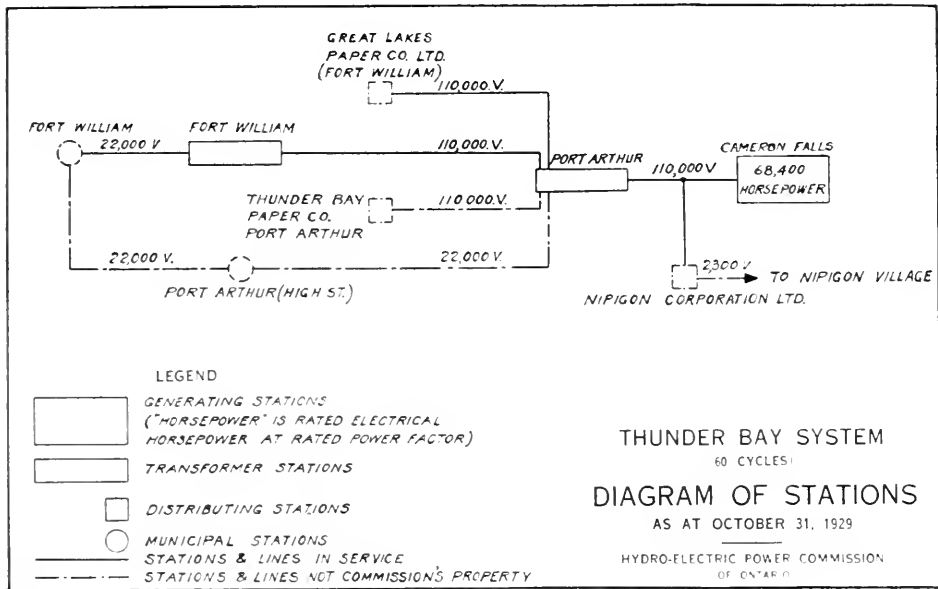 GREAT LAKES
PAPER CO. LTD.
(FORT WILLIAM)
110,000.V.
FORT WILLIAM
22,000 V
FORT WILLIAM
110,000.V.
PORT ARTHUR
110,000 V
CAMERON FALLS
68,400
HORSEPOWER
THUNDER BAY
PAPER CO.
PORT ARTHUR
110,000.V.
22,000 V.
22,000 V.
PORT ARTHUR (HIGH ST.)
2,300 V
TO NIPIGON VILLAGE
NIPIGON CORPORATION LTD.
LEGEND
GENERATING STATIONS
("HORSEPOWER" IS RATED ELECTRICAL
HORSEPOWER AT RATED POWER FACTOR)
TRANSFORMER STATIONS
DISTRIBUTING STATIONS
MUNICIPAL STATIONS
STATIONS & LINES IN SERVICE
STATIONS & LINES NOT COMMISSION'S PROPERTY
THUNDER BAY SYSTEM
60 CYCLES)
DIAGRAM OF STATIONS
AS AT OCTOBER 31, 1929
HYDRO-ELECTRIC POWER COMMISSION
OF ONTARIO